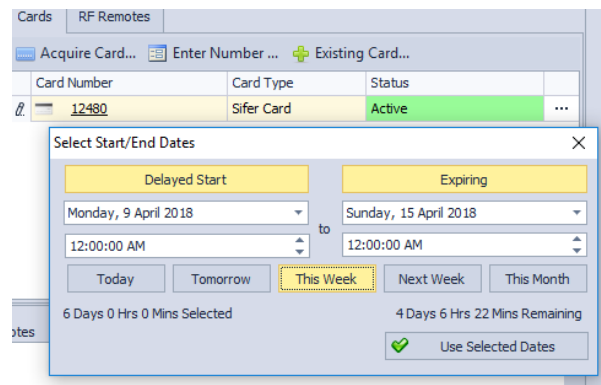 Cards RF Remotes
Acquire Card... Enter Number ... Existing Card...
Card Number Card Type Status
12480 Sifer Card Active ...
Select Start/End Dates
Delayed Start Expiring
Monday, 9 April 2018 to Sunday, 15 April 2018
12:00:00 AM 12:00:00 AM
Today Tomorrow This Week Next Week This Month
6 Days 0 Hrs 0 Mins Selected 4 Days 6 Hrs 22 Mins Remaining
Use Selected Dates